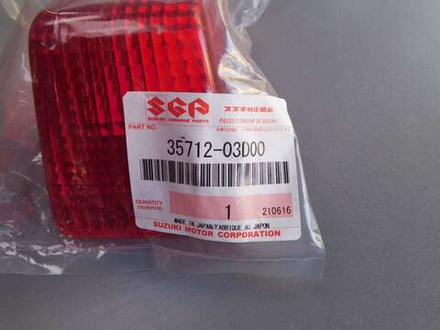 SGP スズキ純正部品
SUZUKI GENUINE PARTS PIECES D'ORIGINE DE SUZUKI
PART NO.
35712-03D00
QUANTITY
(QUANTITE) 1 210616
MADE IN JAPAN/FABRIQUE AU JAPON
SUZUKI MOTOR CORPORATION